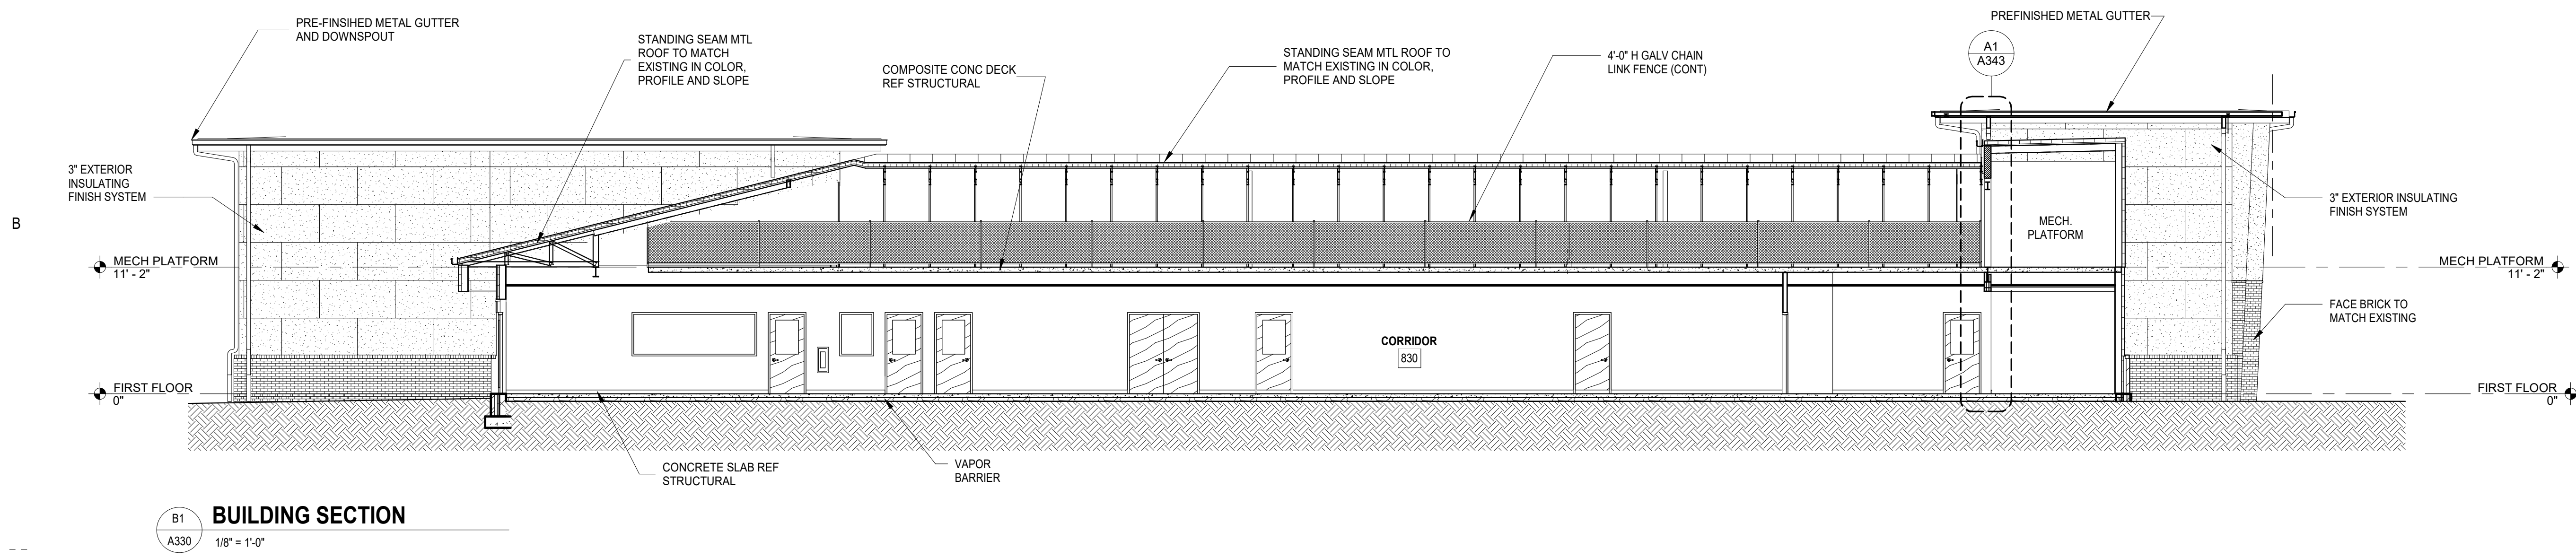 PRE-FINSIHED METAL GUTTER
AND DOWNSPOUT
STANDING SEAM MTL
ROOF TO MATCH
EXISTING IN COLOR,
PROFILE AND SLOPE
COMPOSITE CONC DECK
REF STRUCTURAL
STANDING SEAM MTL ROOF TO
MATCH EXISTING IN COLOR,
PROFILE AND SLOPE
4'-0" H GALV CHAIN
LINK FENCE (CONT)
PREFINISHED METAL GUTTER
A1
A343
3" EXTERIOR
INSULATING
FINISH SYSTEM
3" EXTERIOR INSULATING
FINISH SYSTEM
B
MECH.
PLATFORM
MECH PLATFORM
11' - 2"
MECH PLATFORM
11' - 2"
FACE BRICK TO
MATCH EXISTING
CORRIDOR
830
FIRST FLOOR
0"
FIRST FLOOR
0"
CONCRETE SLAB REF
STRUCTURAL
VAPOR
BARRIER
B1
A330
BUILDING SECTION
1/8" = 1'-0"